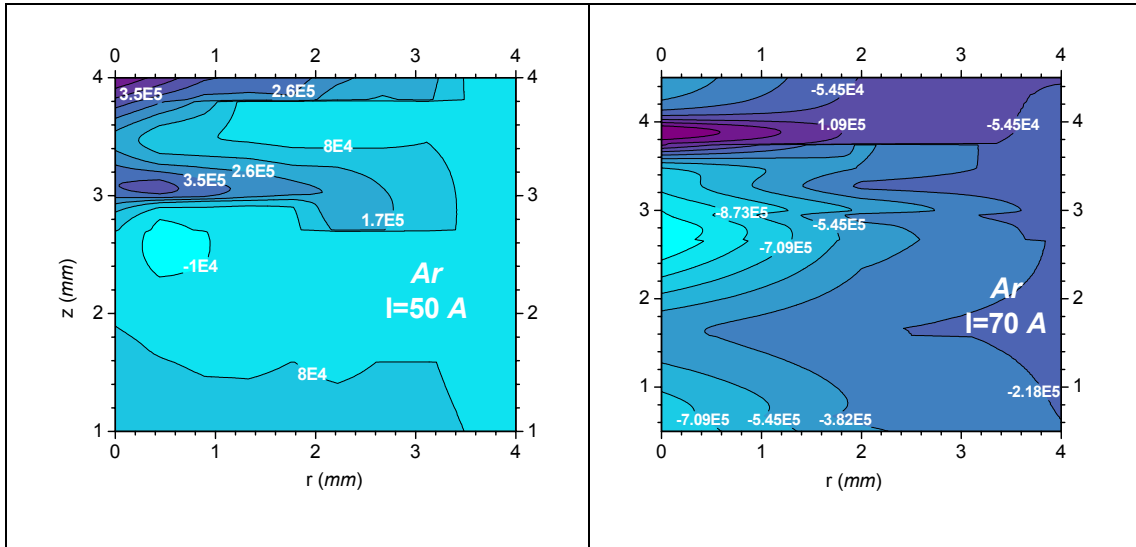 0 1 2 3 4
4 3.5E5 2.6E5 4
8E4
2.6E5
3 3.5E5 3
1.7E5
-1E4
Ar
I=50 A
z (mm)
2 2
8E4
1 1
0 1 2 3 4
r (mm)
0 1 2 3 4
-5.45E4
4 1.09E5 -5.45E4 4
3 -8.73E5 3
-5.45E5
-7.09E5
2 Ar 2
I=70 A
1 -2.18E5 1
-7.09E5 -5.45E5 -3.82E5
0 1 2 3 4
r (mm)